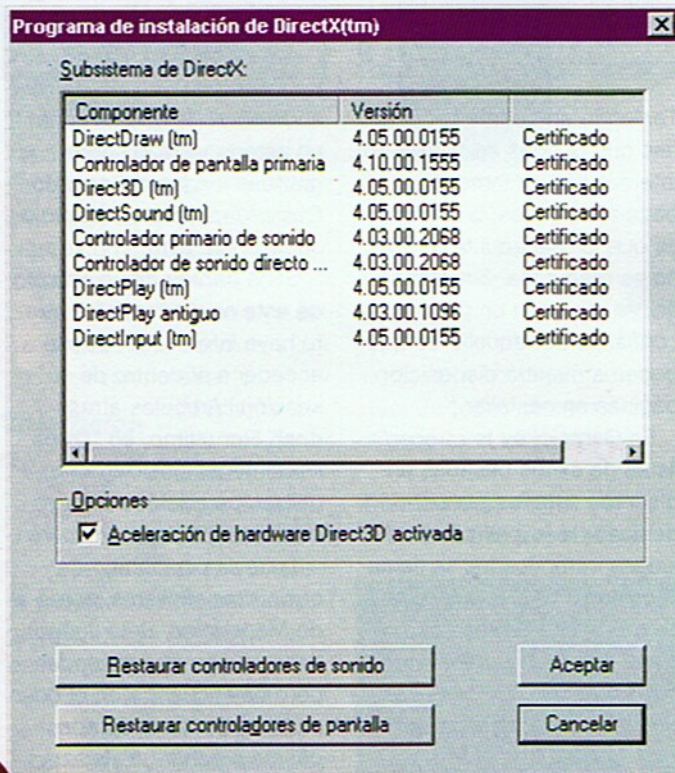 Programa de instalación de DirectX(tm)
Subsistema de DirectX:
Componente Versión
DirectDraw (tm) 4.05.00.0155 Certificado
Controlador de pantalla primaria 4.10.00.1555 Certificado
Direct3D (tm) 4.05.00.0155 Certificado
DirectSound (tm) 4.05.00.0155 Certificado
Controlador primario de sonido 4.03.00.2068 Certificado
Controlador de sonido directo ... 4.03.00.2068 Certificado
DirectPlay (tm) 4.05.00.0155 Certificado
DirectPlay antiguo 4.03.00.1096 Certificado
DirectInput (tm) 4.05.00.0155 Certificado
Opciones
Aceleración de hardware Direct3D activada
Restaurar controladores de sonido Aceptar
Restaurar controladores de pantalla Cancelar